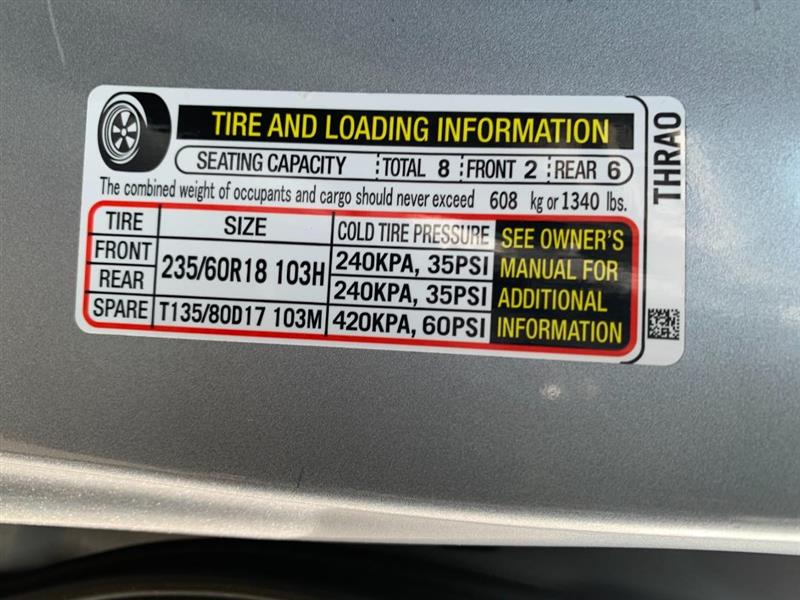 TIRE AND LOADING INFORMATION
SEATING CAPACITY TOTAL 8 FRONT 2 REAR 6
The combined weight of occupants and cargo should never exceed 608 kg or 1340 lbs.
TIRE SIZE COLD TIRE PRESSURE
FRONT 235/60R18 103H 240KPA, 35PSI
REAR 240KPA, 35PSI
SPARE T135/80D17 103M 420KPA, 60PSI
SEE OWNER'S
MANUAL FOR
ADDITIONAL
INFORMATION
THRA0